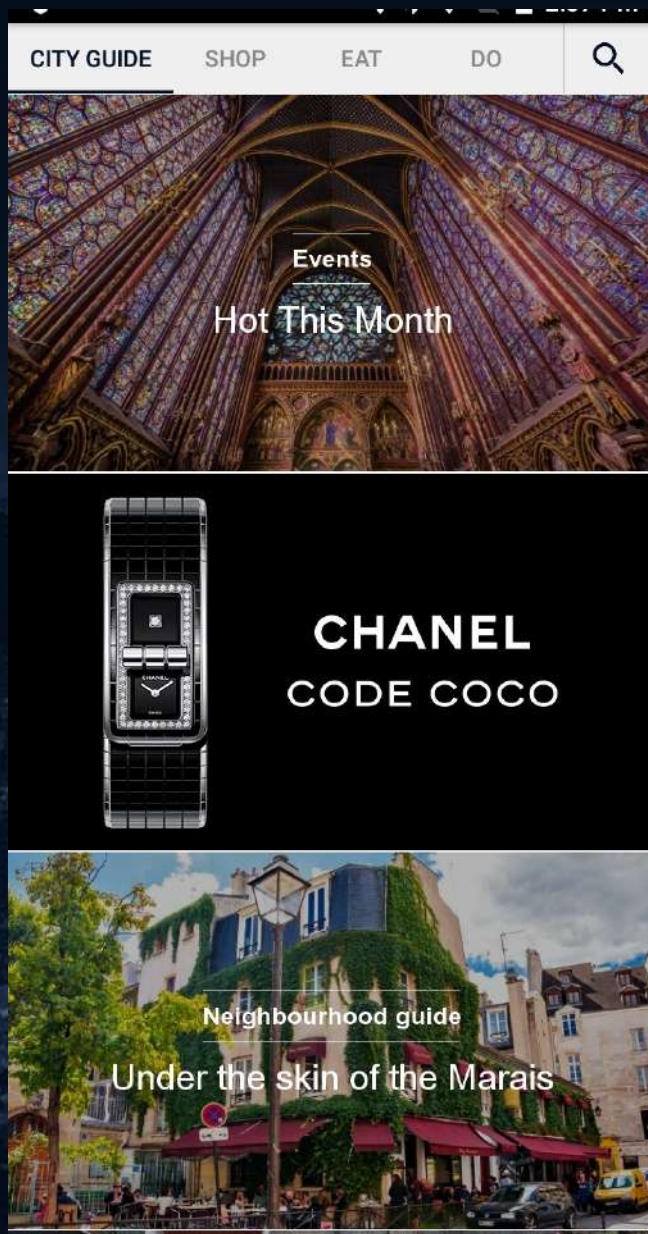 CITY GUIDE SHOP EAT DO
Events
Hot This Month
CHANEL
CHANEL
CODE COCO
Neighbourhood guide
Under the skin of the Marais